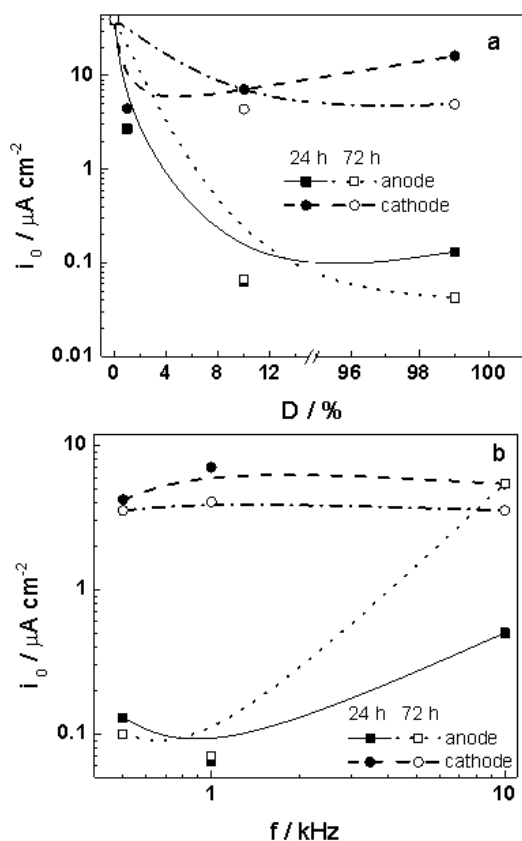 a
10
1
0.1
0.01
i₀ / µA cm⁻²
24 h 72 h
anode
cathode
0 4 8 12 96 98 100
D / %
b
10
1
0.1
i₀ / µA cm⁻²
24 h 72 h
anode
cathode
1 10
f / kHz